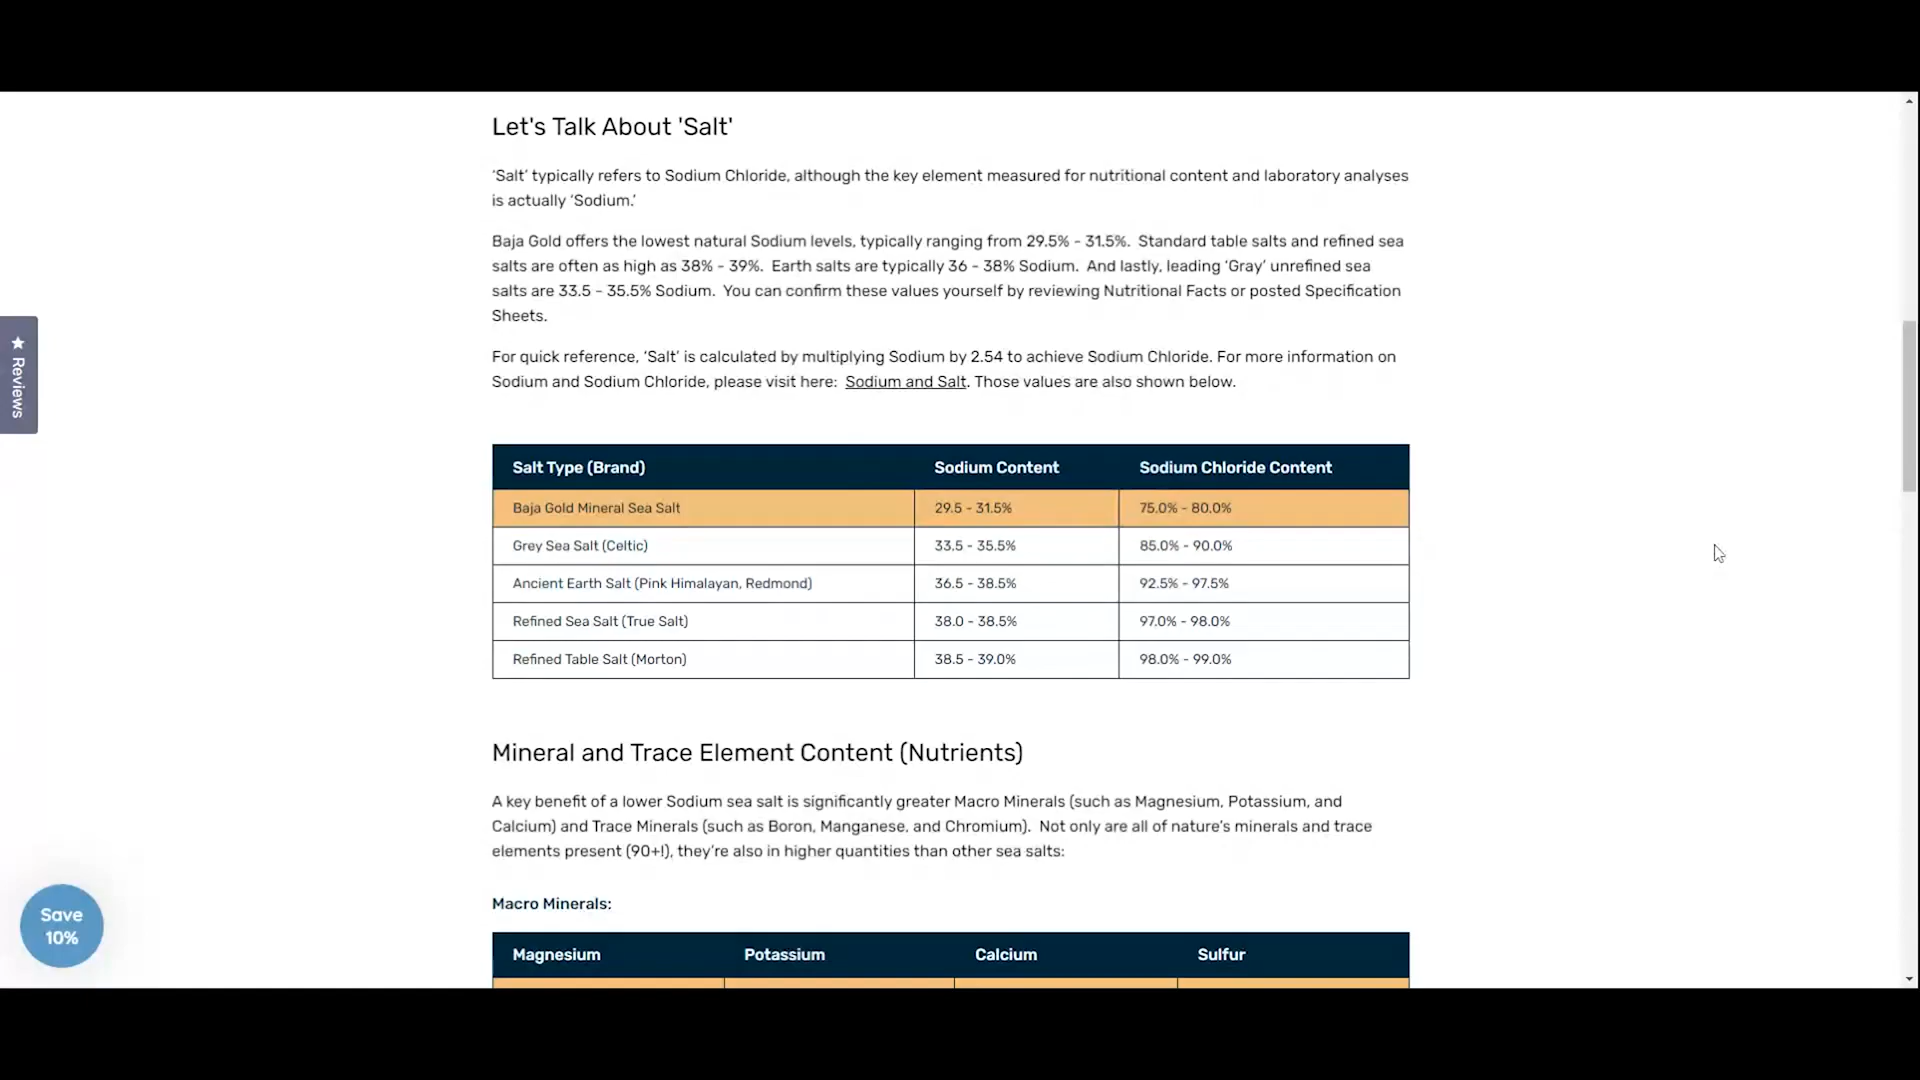 Let's Talk About 'Salt'
‘Salt’ typically refers to Sodium Chloride, although the key element measured for nutritional content and laboratory analyses
is actually ‘Sodium.’
Baja Gold offers the lowest natural Sodium levels, typically ranging from 29.5% - 31.5%.  Standard table salts and refined sea
salts are often as high as 38% - 39%.  Earth salts are typically 36 - 38% Sodium.  And lastly, leading ‘Gray’ unrefined sea
salts are 33.5 - 35.5% Sodium.  You can confirm these values yourself by reviewing Nutritional Facts or posted Specification
Sheets.
For quick reference, ‘Salt’ is calculated by multiplying Sodium by 2.54 to achieve Sodium Chloride. For more information on
Sodium and Sodium Chloride, please visit here:  Sodium and Salt. Those values are also shown below.
Salt Type (Brand) Sodium Content Sodium Chloride Content
Baja Gold Mineral Sea Salt 29.5 - 31.5% 75.0% - 80.0%
Grey Sea Salt (Celtic) 33.5 - 35.5% 85.0% - 90.0%
Ancient Earth Salt (Pink Himalayan, Redmond) 36.5 - 38.5% 92.5% - 97.5%
Refined Sea Salt (True Salt) 38.0 - 38.5% 97.0% - 98.0%
Refined Table Salt (Morton) 38.5 - 39.0% 98.0% - 99.0%
Mineral and Trace Element Content (Nutrients)
A key benefit of a lower Sodium sea salt is significantly greater Macro Minerals (such as Magnesium, Potassium, and
Calcium) and Trace Minerals (such as Boron, Manganese, and Chromium).  Not only are all of nature's minerals and trace
elements present (90+!), they're also in higher quantities than other sea salts:
Macro Minerals:
Magnesium Potassium Calcium Sulfur
★ Reviews
Save
10%